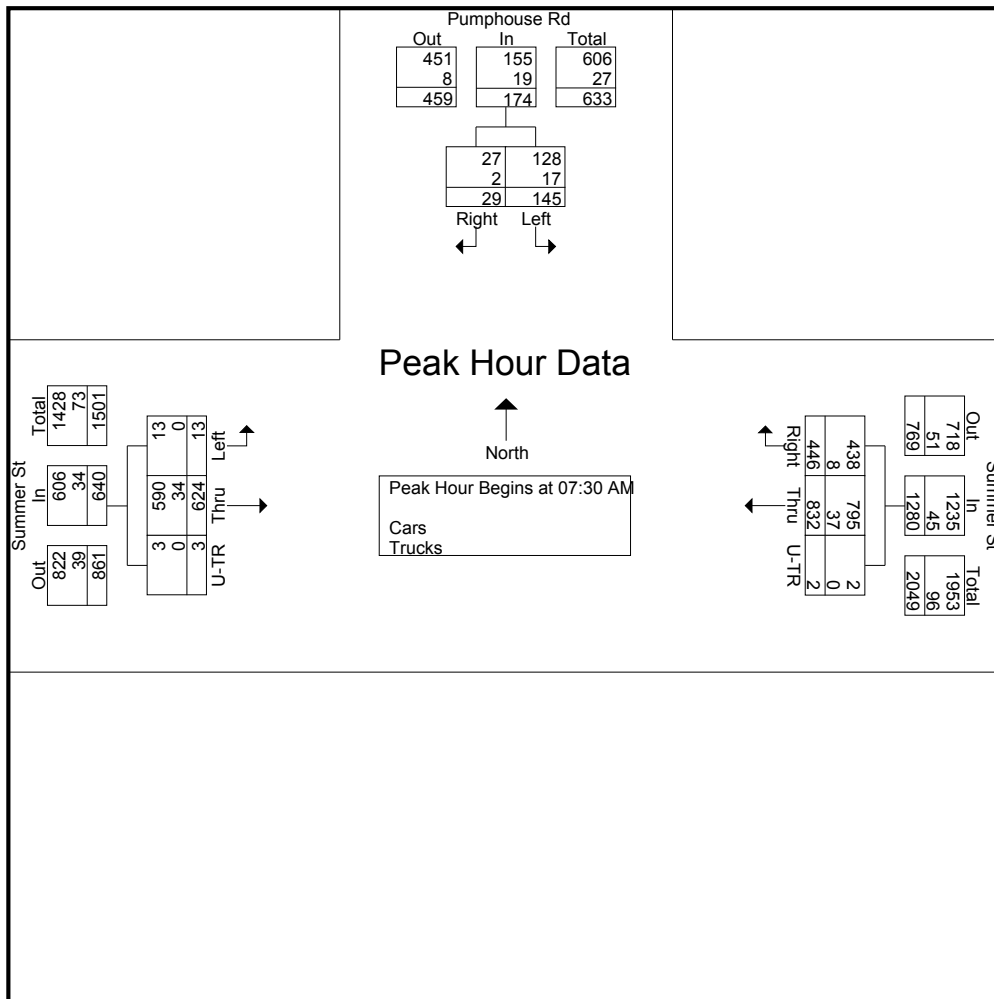 Pumphouse Rd
Out In Total
451 155 606
8 19 27
459 174 633
27 128
2 17
29 145
Right Left
Peak Hour Data
North
Peak Hour Begins at 07:30 AM
Cars
Trucks
Summer St
Total In Out
1428 606 822
73 34 39
1501 640 861
13 590 3
0 34 0
13 624 3
Left Thru U-TR
Summer St
Out In Total
718 1235 1953
51 45 96
769 1280 2049
438 795 2
8 37 0
446 832 2
Right Thru U-TR